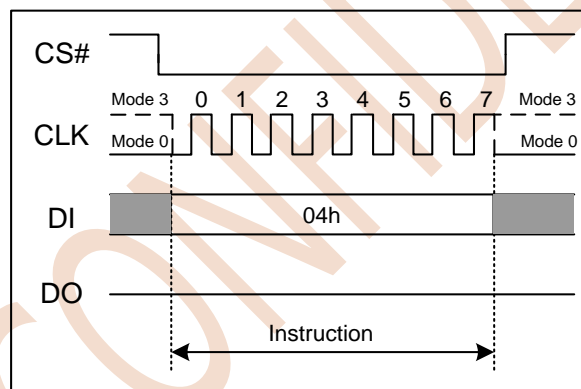 CS#
Mode 3 0 1 2 3 4 5 6 7 Mode 3
CLK
Mode 0 Mode 0
DI 04h
DO
Instruction
CONFIDE